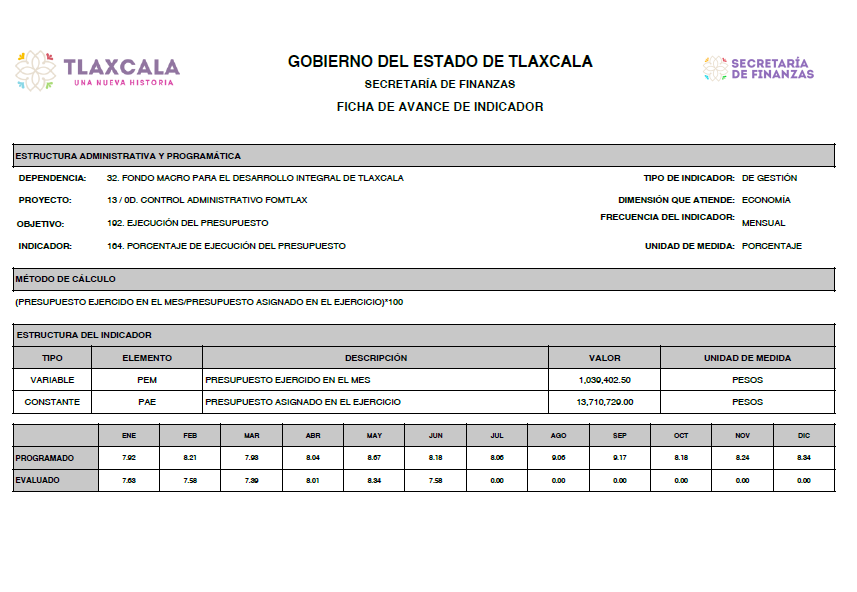 TLAXCALA
UNA NUEVA HISTORIA
GOBIERNO DEL ESTADO DE TLAXCALA
SECRETARÍA DE FINANZAS
FICHA DE AVANCE DE INDICADOR
SECRETARÍA
DE FINANZAS
ESTRUCTURA ADMINISTRATIVA Y PROGRAMÁTICA
DEPENDENCIA: 32. FONDO MACRO PARA EL DESARROLLO INTEGRAL DE TLAXCALA TIPO DE INDICADOR: DE GESTIÓN
PROYECTO: 13 / 0D. CONTROL ADMINISTRATIVO FOMTLAX DIMENSIÓN QUE ATIENDE: ECONOMÍA
OBJETIVO: 192. EJECUCIÓN DEL PRESUPUESTO FRECUENCIA DEL INDICADOR: MENSUAL
INDICADOR: 164. PORCENTAJE DE EJECUCIÓN DEL PRESUPUESTO UNIDAD DE MEDIDA: PORCENTAJE
MÉTODO DE CÁLCULO
(PRESUPUESTO EJERCIDO EN EL MES/PRESUPUESTO ASIGNADO EN EL EJERCICIO)*100
ESTRUCTURA DEL INDICADOR
TIPO ELEMENTO DESCRIPCIÓN VALOR UNIDAD DE MEDIDA
VARIABLE PEM PRESUPUESTO EJERCIDO EN EL MES 1,039,402.50 PESOS
CONSTANTE PAE PRESUPUESTO ASIGNADO EN EL EJERCICIO 13,710,729.00 PESOS
ENE FEB MAR ABR MAY JUN JUL AGO SEP OCT NOV DIC
PROGRAMADO 7.92 8.21 7.93 8.04 8.67 8.18 8.06 9.06 9.17 8.18 8.24 8.34
EVALUADO 7.63 7.58 7.39 8.01 8.34 7.58 0.00 0.00 0.00 0.00 0.00 0.00